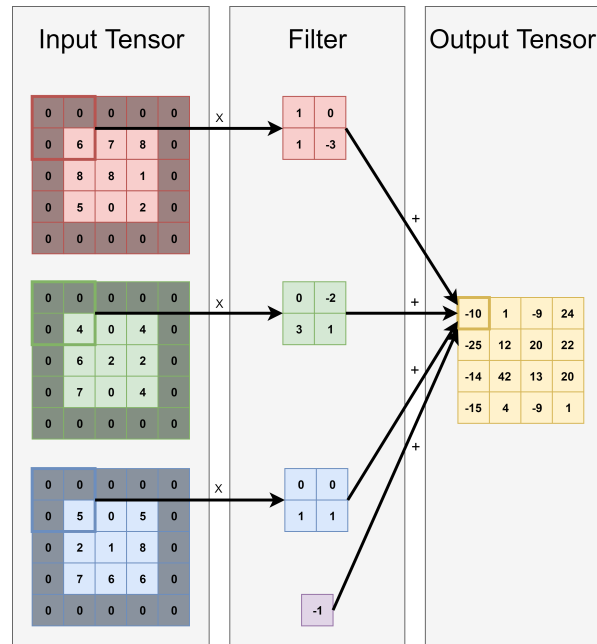 Input Tensor Filter Output Tensor
0 0 0 0 0 x 1 0
0 6 7 8 0 1 -3
0 8 8 1 0
0 5 0 2 0 +
0 0 0 0 0
0 0 0 0 0 x 0 -2 + -10 1 -9 24
0 4 0 4 0 3 1 -25 12 20 22
0 6 2 2 0 + -14 42 13 20
0 7 0 4 0 -15 4 -9 1
0 0 0 0 0 +
0 0 0 0 0 x 0 0
0 5 0 5 0 1 1
0 2 1 8 0
0 7 6 6 0
0 0 0 0 0 -1